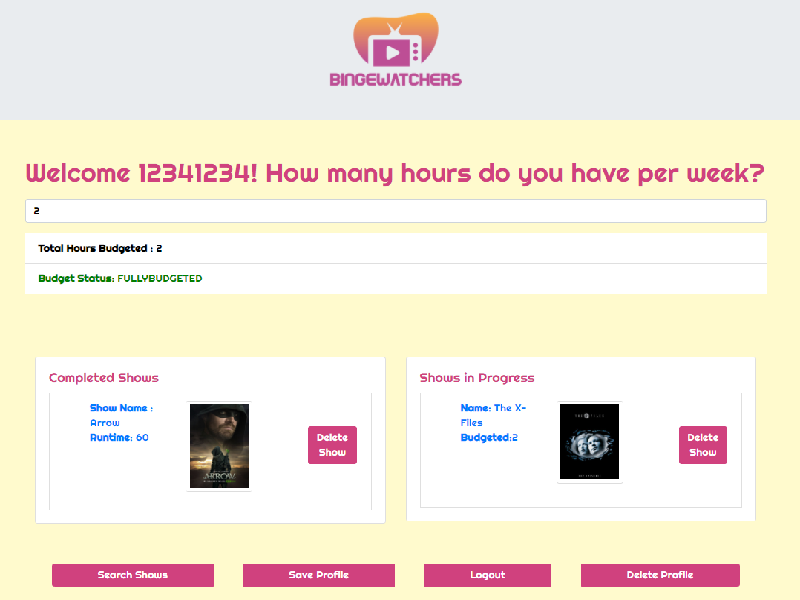 BINGEWATCHERS
Welcome 12341234! How many hours do you have per week?
2
Total Hours Budgeted : 2
Budget Status: FULLYBUDGETED
Completed Shows
Show Name :
Arrow
Runtime: 60
ARROW
Delete
Show
Shows in Progress
Name: The X-
Files
Budgeted:2
THE X FILES
Delete
Show
Search Shows
Save Profile
Logout
Delete Profile